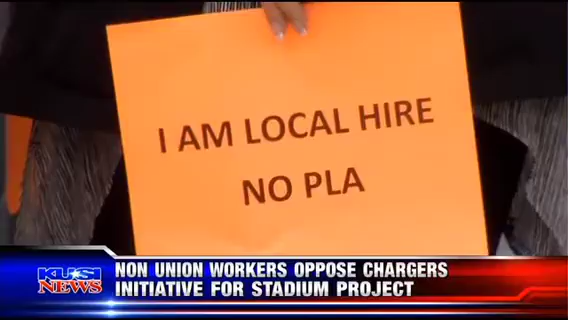 I AM LOCAL HIRE
NO PLA
KUSI
NEWS
NON UNION WORKERS OPPOSE CHARGERS
INITIATIVE FOR STADIUM PROJECT